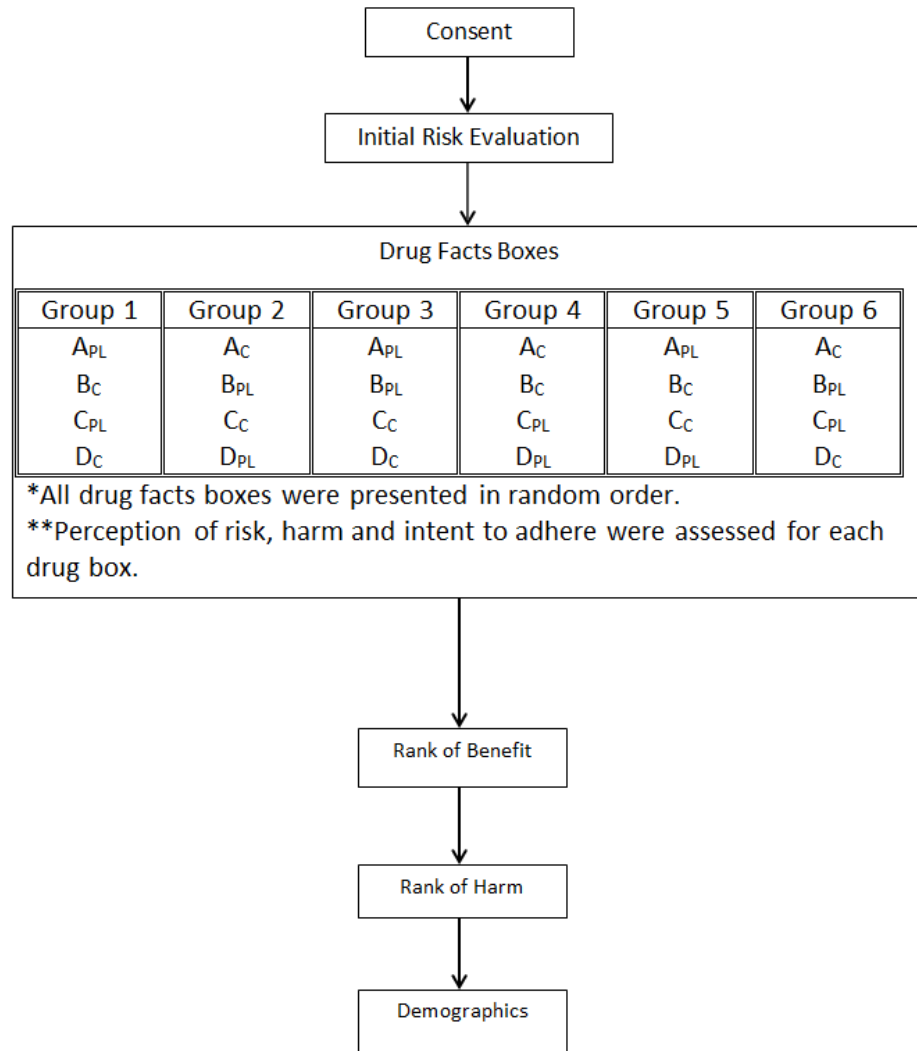 Consent
Initial Risk Evaluation
Drug Facts Boxes
Group 1 Group 2 Group 3 Group 4 Group 5 Group 6
APL AC APL AC APL AC
BC BPL BPL BC BC BPL
CPL CC CC CPL CC CPL
DC DPL DC DPL DPL DC
*All drug facts boxes were presented in random order.
**Perception of risk, harm and intent to adhere were assessed for each
drug box.
Rank of Benefit
Rank of Harm
Demographics